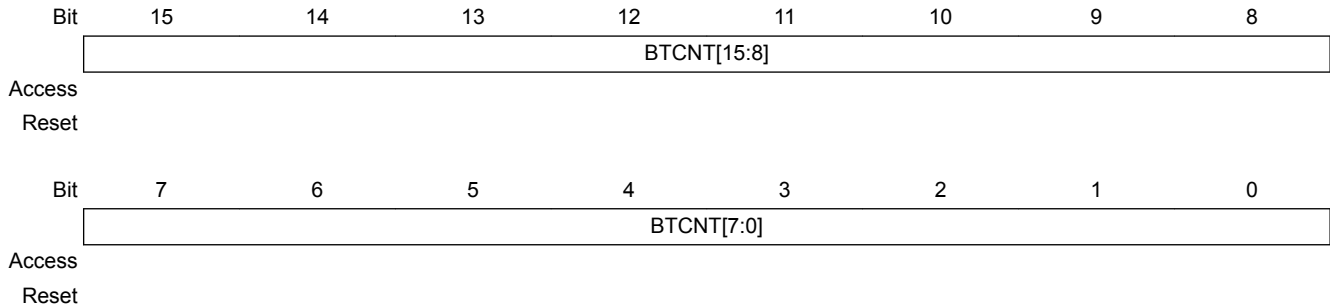 Bit 15 14 13 12 11 10 9 8
BTCNT[15:8]
Access
Reset
Bit 7 6 5 4 3 2 1 0
BTCNT[7:0]
Access
Reset